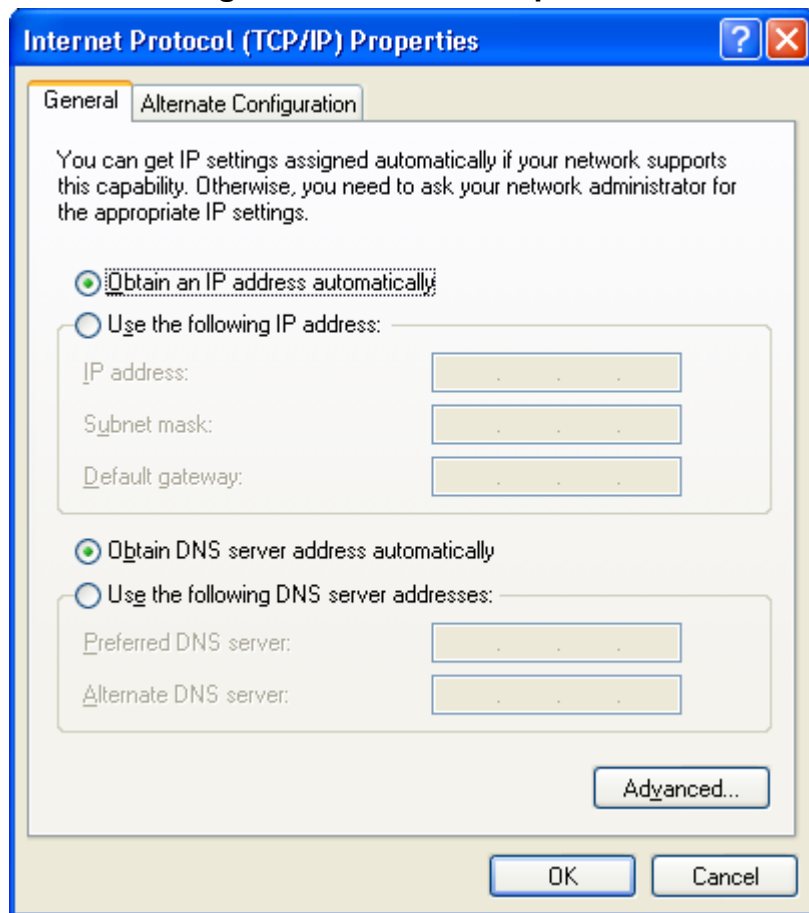 Internet Protocol (TCP/IP) Properties
General
Alternate Configuration
You can get IP settings assigned automatically if your network supports
this capability. Otherwise, you need to ask your network administrator for
the appropriate IP settings.
Obtain an IP address automatically
Use the following IP address:
IP address:
Subnet mask:
Default gateway:
Obtain DNS server address automatically
Use the following DNS server addresses:
Preferred DNS server:
Alternate DNS server:
Advanced...
OK
Cancel